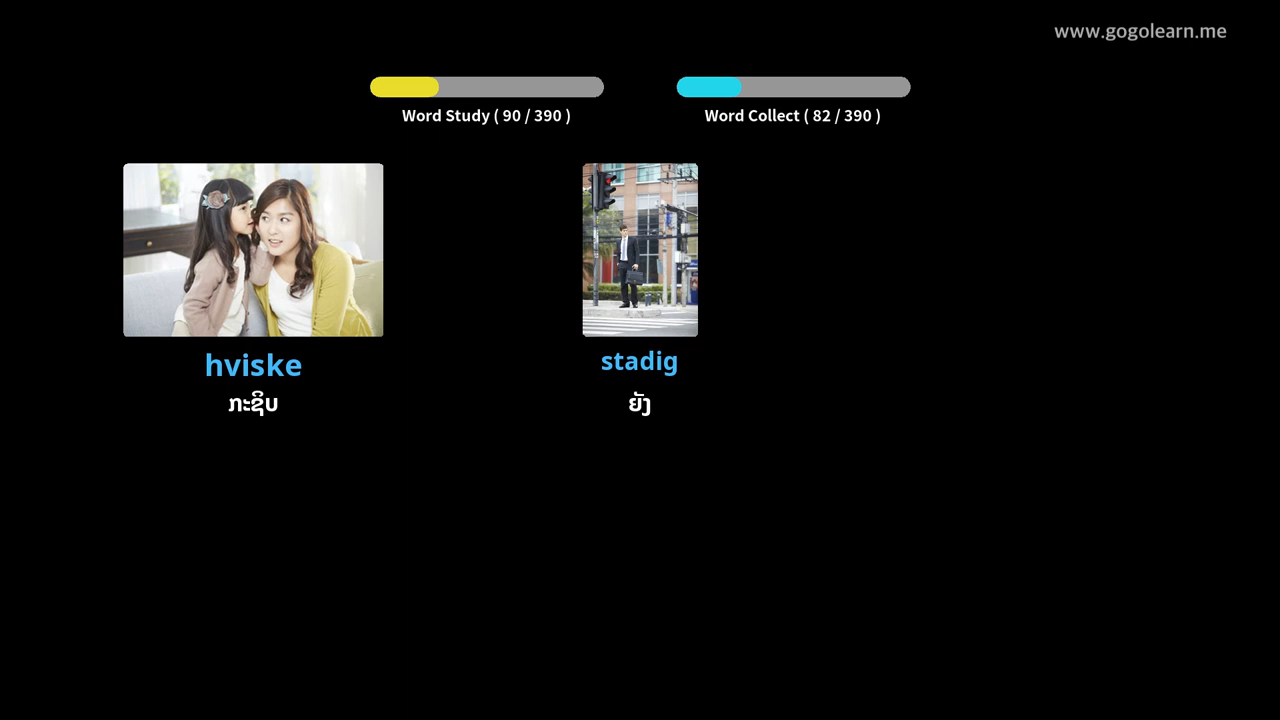 www.gogolearn.me
Word Study ( 90 / 390 )
Word Collect ( 82 / 390 )
hviske
stadig
ກະຊິບ
ຍັງ